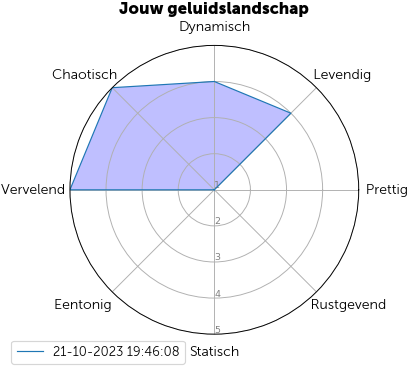 Jouw geluidslandschap
Dynamisch
Chaotisch
Levendig
Vervelend
1
Prettig
2
3
4
Eentonig
Rustgevend
5
21-10-2023 19:46:08
Statisch